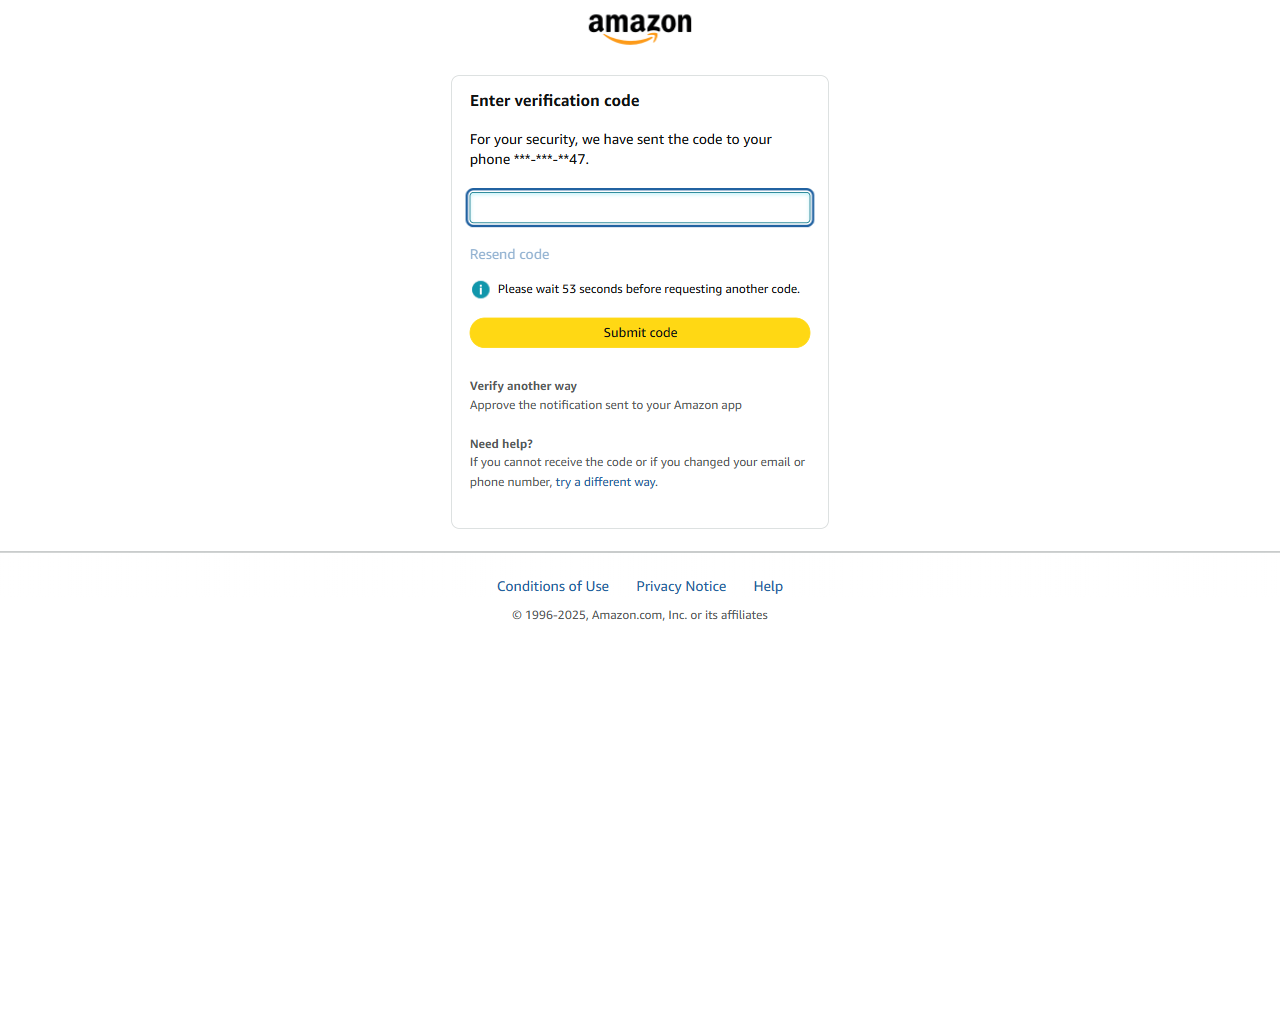 amazon
Enter verification code
For your security, we have sent the code to your
phone ***-***-**47.
Resend code
i Please wait 53 seconds before requesting another code.
Submit code
Verify another way
Approve the notification sent to your Amazon app
Need help?
If you cannot receive the code or if you changed your email or
phone number, try a different way.
Conditions of Use Privacy Notice Help
© 1996-2025, Amazon.com, Inc. or its affiliates